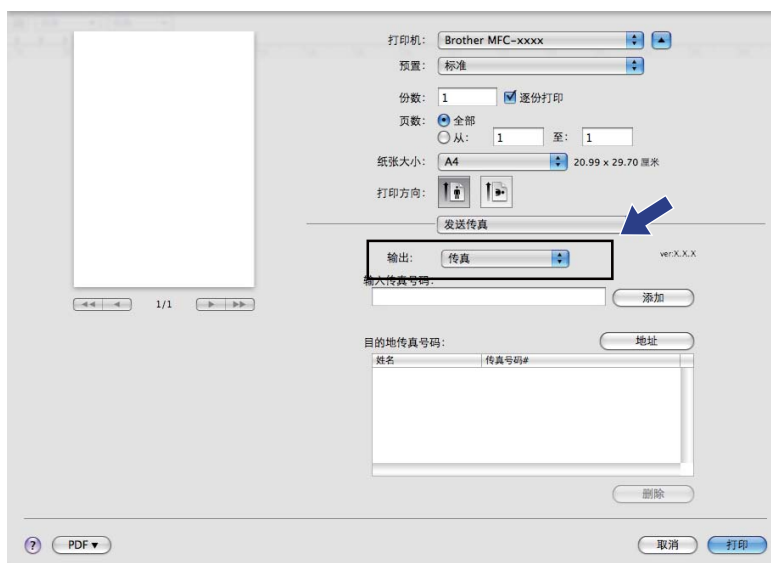 打印机: Brother MFC-xxxx
预置: 标准
份数: 1 逐份打印
页数: 全部
从: 1 至: 1
纸张大小: A4 20.99 x 29.70 厘米
打印方向:
发送传真
输出: 传真 ver:X.X.X
输入传真号码:
添加
1/1
目的地传真号码: 地址
姓名 传真号码#
删除
? PDF 取消 打印